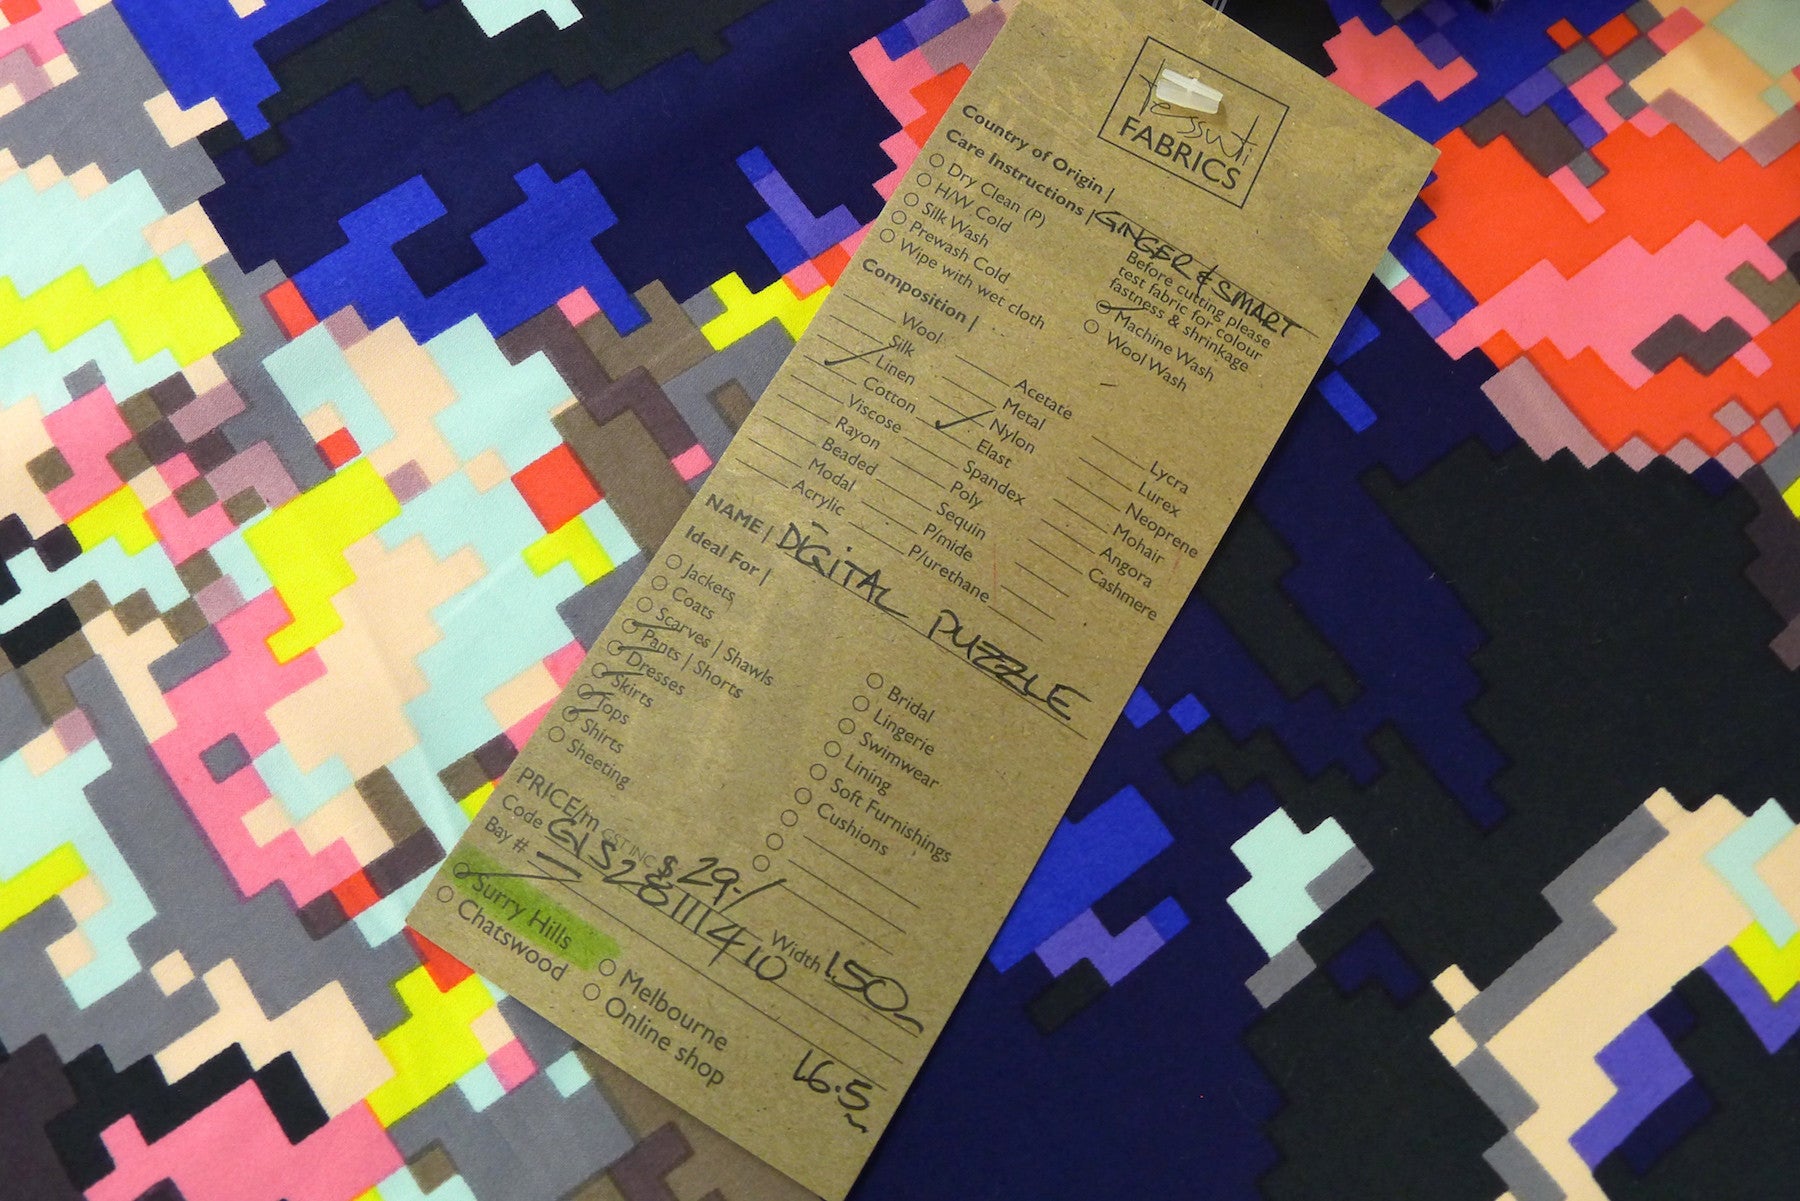 tessuti
FABRICS
Country of Origin |
Care Instructions | GINGER & SMART
Dry Clean (P)
H/W Cold
Silk Wash
Prewash Cold
Wipe with wet cloth
Before cutting please
test fabric for colour
fastness & shrinkage
Machine Wash
Wool Wash
Composition |
Wool
Silk
Linen
Cotton
Viscose
Rayon
Beaded
Modal
Acrylic
Acetate
Metal
Nylon
Elast
Spandex
Poly
Sequin
P/mide
P/urethane
Lycra
Lurex
Neoprene
Mohair
Angora
Cashmere
NAME | DIGITAL PUZZLE
Ideal For |
Jackets
Coats
Scarves | Shawls
Pants | Shorts
Dresses
Skirts
Tops
Shirts
Sheeting
Bridal
Lingerie
Swimwear
Lining
Soft Furnishings
Cushions
PRICE/m GST INC $ 29-/
Width 1.50
Code
Bay #
Surry Hills
Chatswood
Melbourne
Online shop
16.5